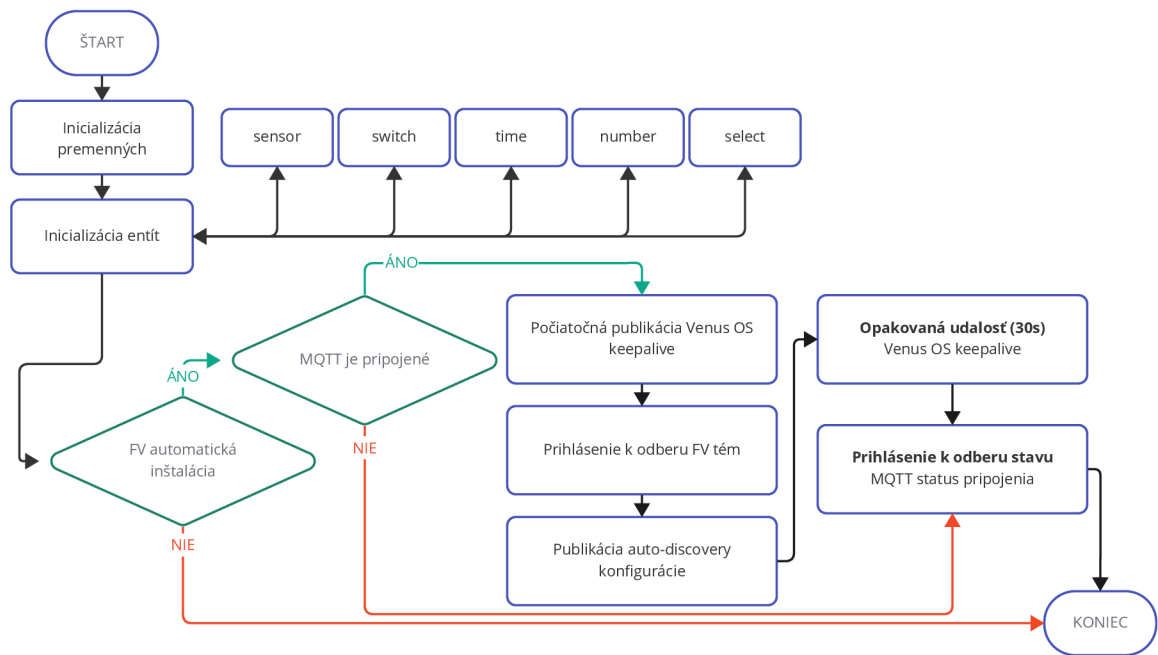 ŠTART
Inicializácia
premenných
sensor
switch
time
number
select
Inicializácia entít
ÁNO
MQTT je pripojené
Počiatočná publikácia Venus OS
keepalive
Opakovaná udalosť (30s)
Venus OS keepalive
ÁNO
FV automatická
inštalácia
NIE
Prihlásenie k odberu FV tém
Prihlásenie k odberu stavu
MQTT status pripojenia
NIE
Publikácia auto-discovery
konfigurácie
KONIEC